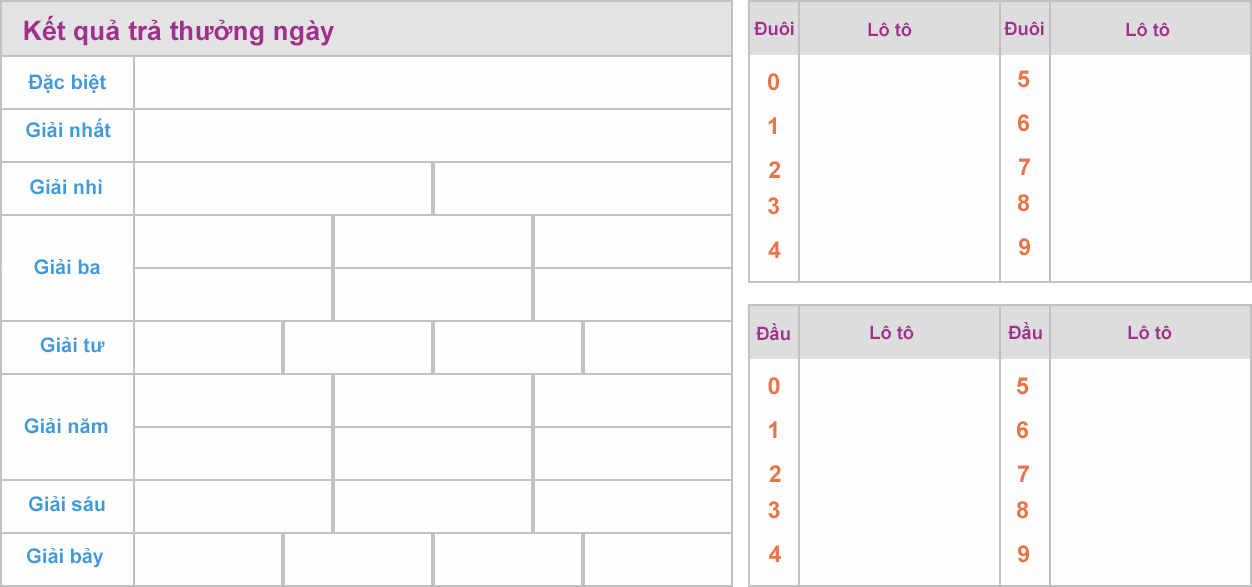 Kết quả trả thưởng ngày
Đặc biệt
Giải nhất
Giải nhì
Giải ba
Giải tư
Giải năm
Giải sáu
Giải bảy
Đuôi Lô tô Đuôi Lô tô
0 5
1 6
2 7
3 8
4 9
Đầu Lô tô Đầu Lô tô
0 5
1 6
2 7
3 8
4 9